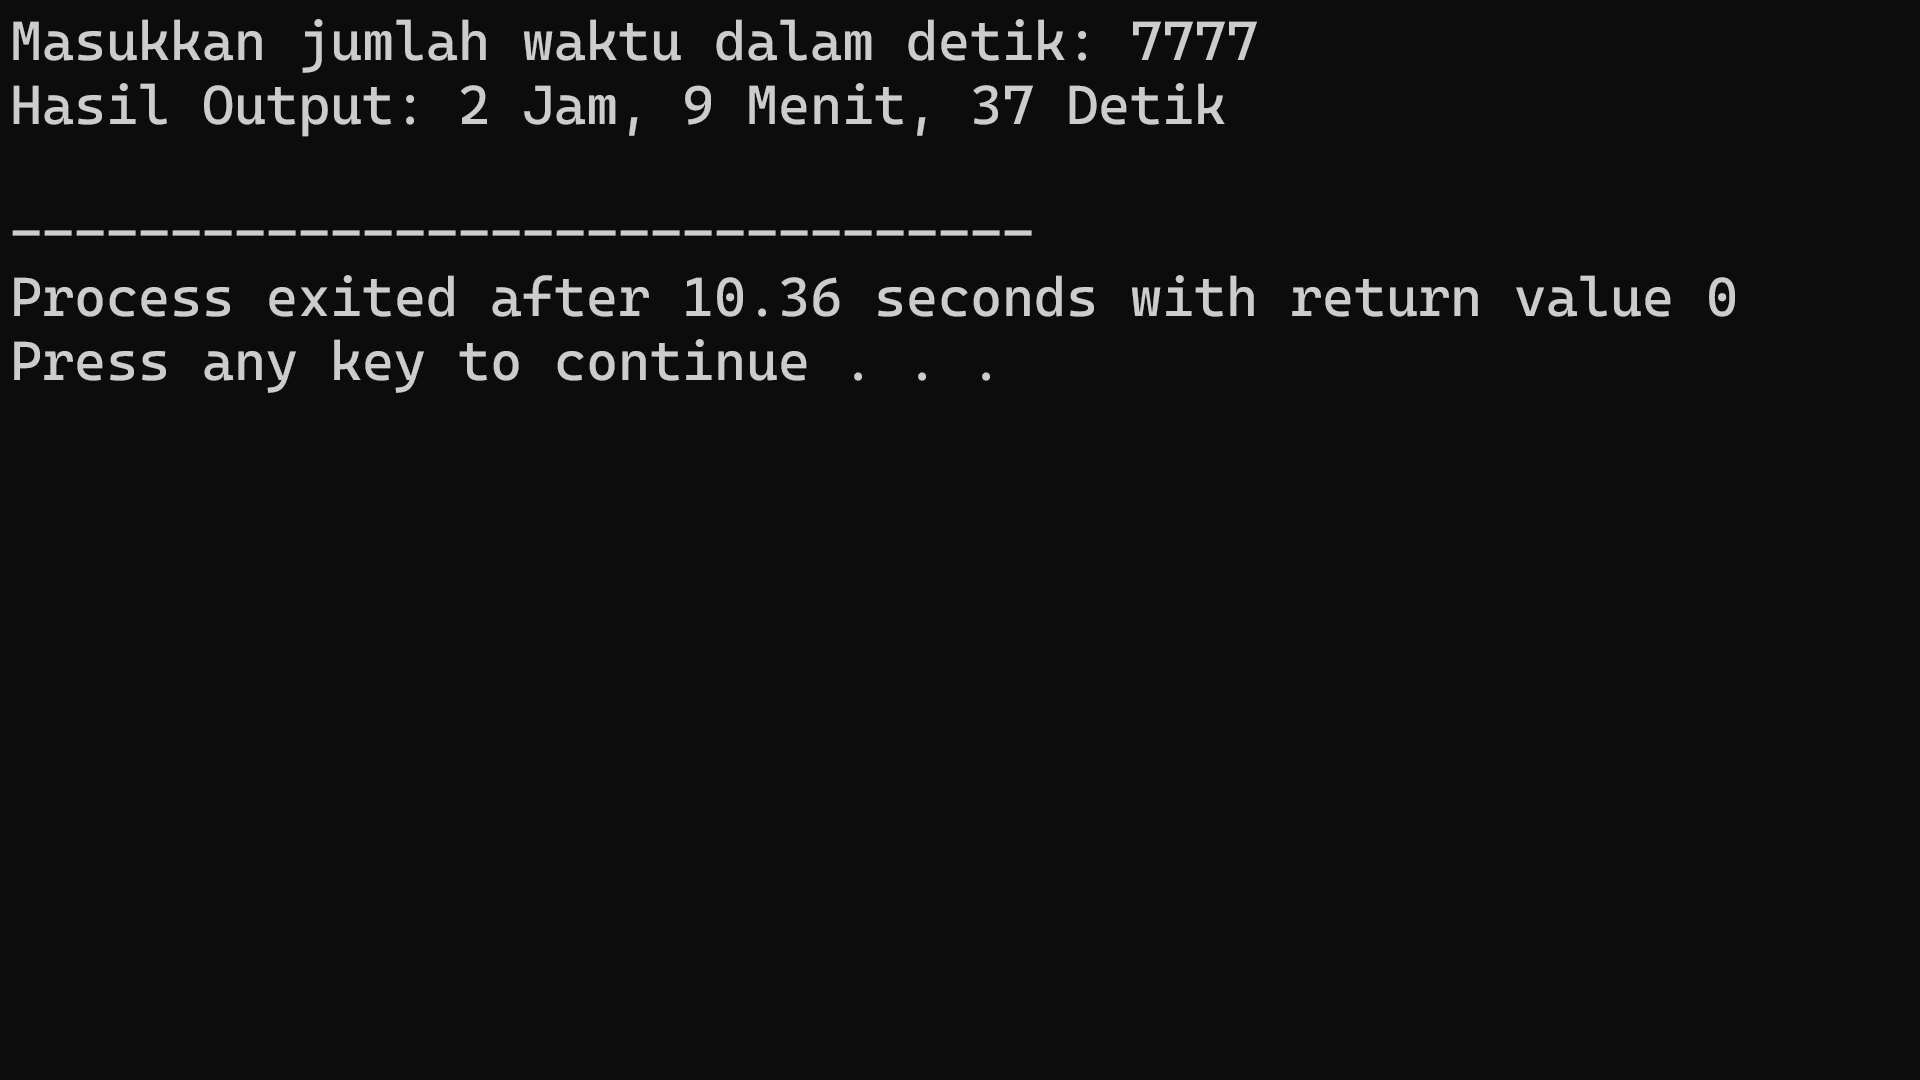 Masukkan jumlah waktu dalam detik: 7777
Hasil Output: 2 Jam, 9 Menit, 37 Detik
--------------------------------
Process exited after 10.36 seconds with return value 0
Press any key to continue . . .